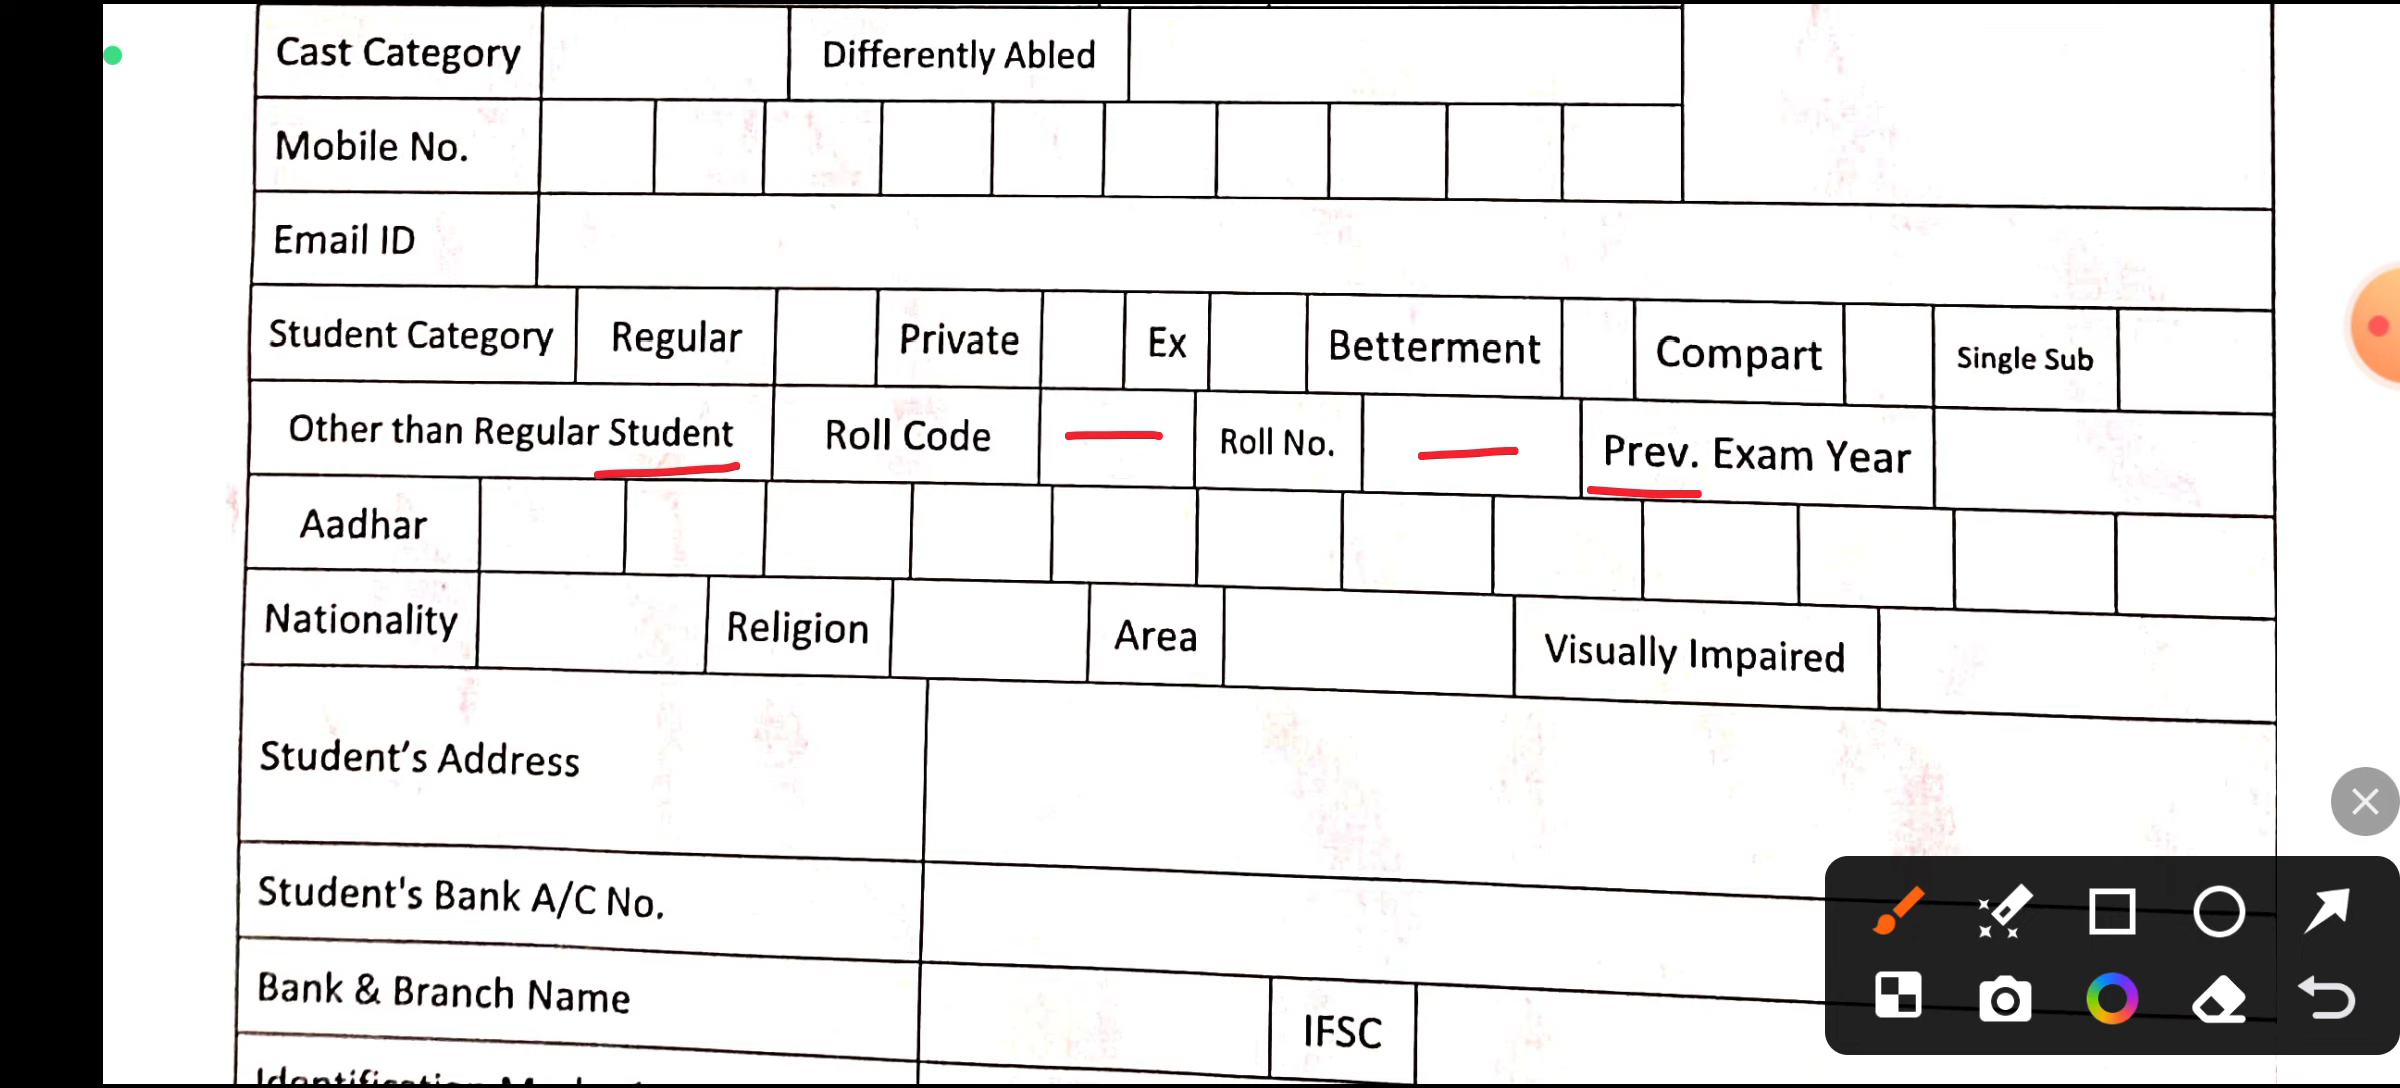 Cast Category Differently Abled
Mobile No.
Email ID
Student Category Regular Private Ex Betterment Compart Single Sub
Other than Regular Student Roll Code Roll No. Prev. Exam Year
Aadhar
Nationality Religion Area Visually Impaired
Student's Address
Student's Bank A/C No.
Bank & Branch Name IFSC